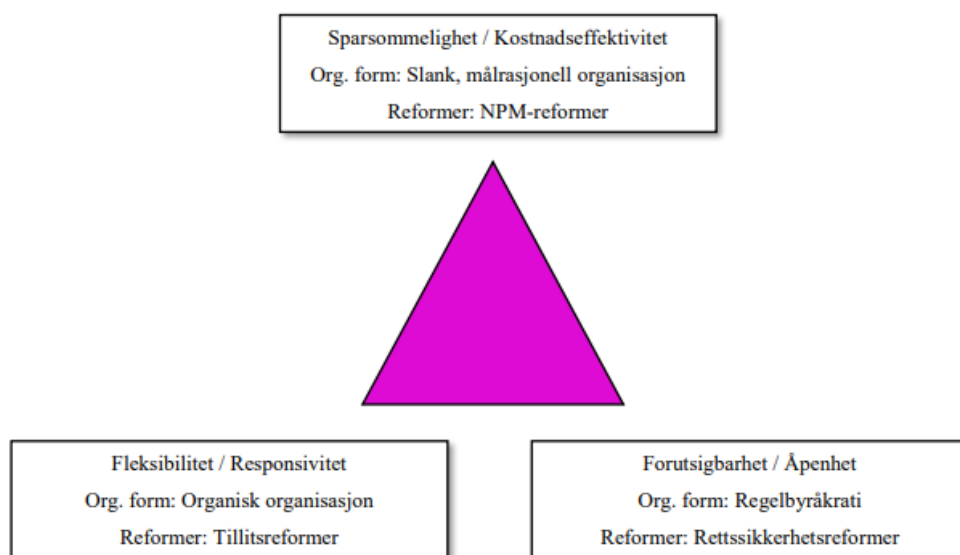 Sparsommelighet / Kostnadseffektivitet
Org. form: Slank, målrasjonell organisasjon
Reformer: NPM-reformer
Fleksibilitet / Responsivitet
Org. form: Organisk organisasjon
Reformer: Tillitsreformer
Forutsigbarhet / Åpenhet
Org. form: Regelbyråkrati
Reformer: Rettssikkerhetsreformer